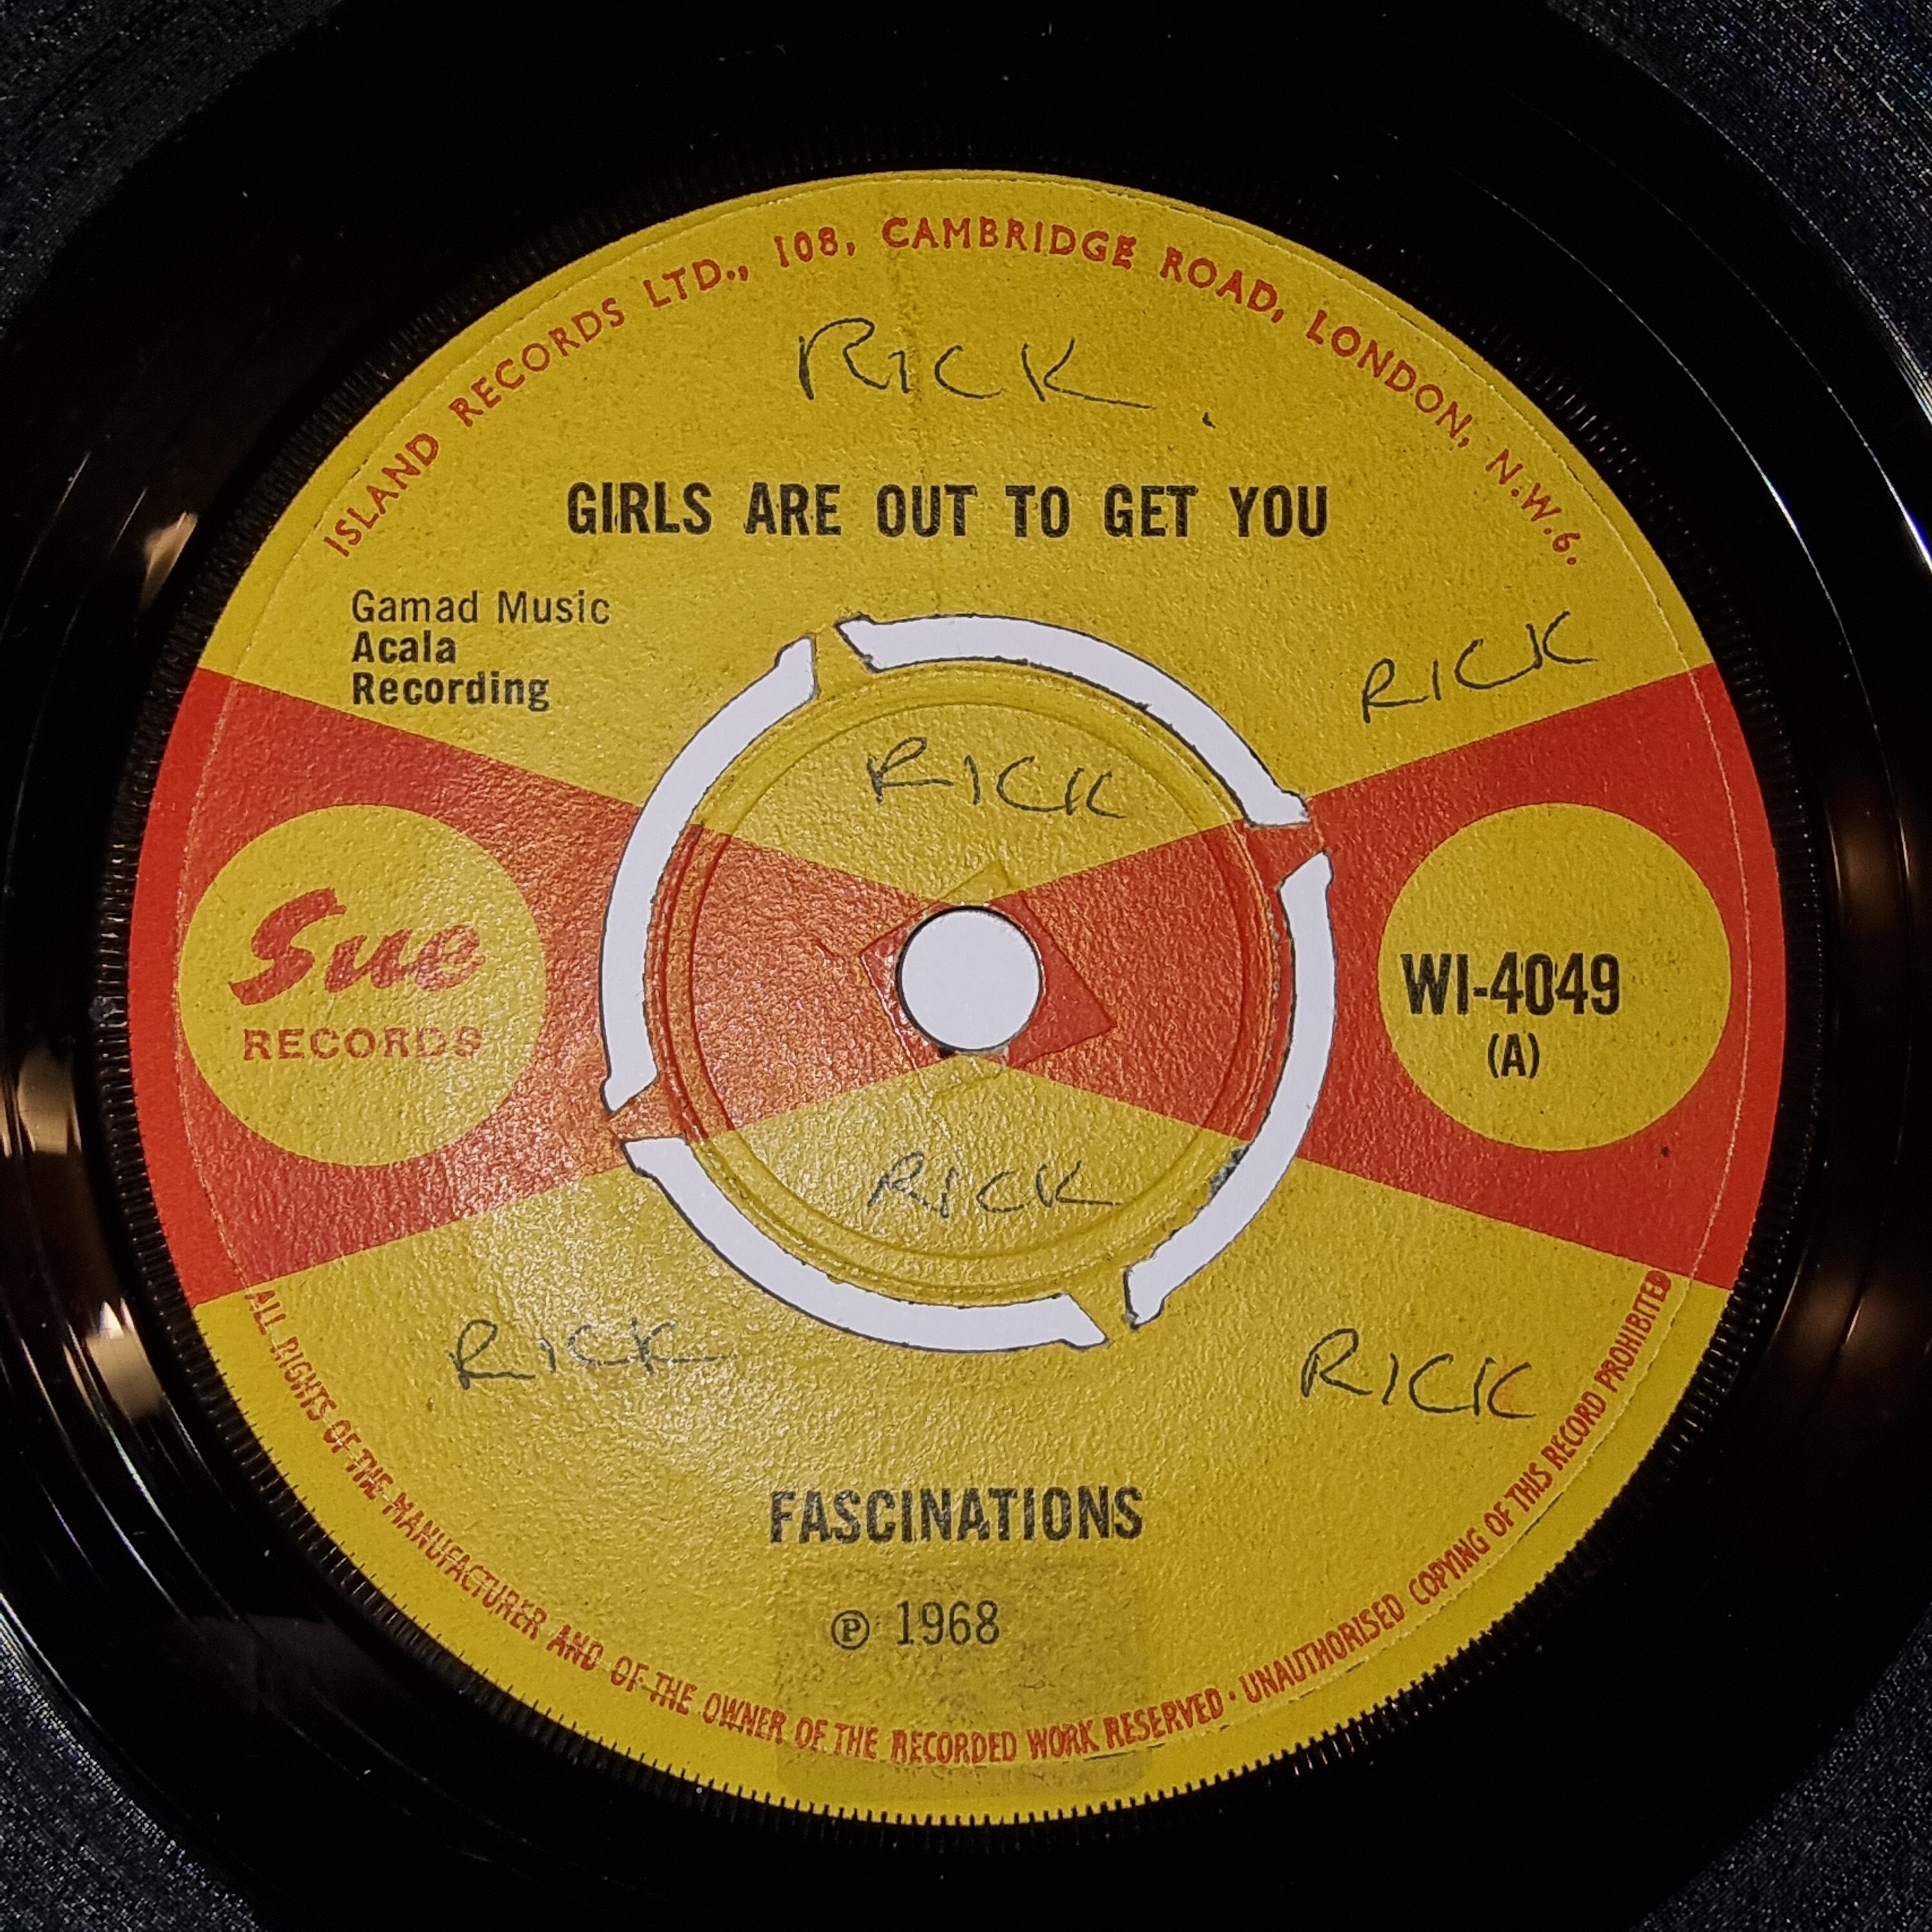 ISLAND RECORDS LTD., 108, CAMBRIDGE ROAD, LONDON, N.W.6.
RICK.
GIRLS ARE OUT TO GET YOU
Gamad Music
Acala
Recording
RICK
RICK
Sue
RECORDS
WI-4049
(A)
RICK
RICK
RICK
FASCINATIONS
℗ 1968
ALL RIGHTS OF THE MANUFACTURER AND OF THE OWNER OF THE RECORDED WORK RESERVED · UNAUTHORISED COPYING OF THIS RECORD PROHIBITED